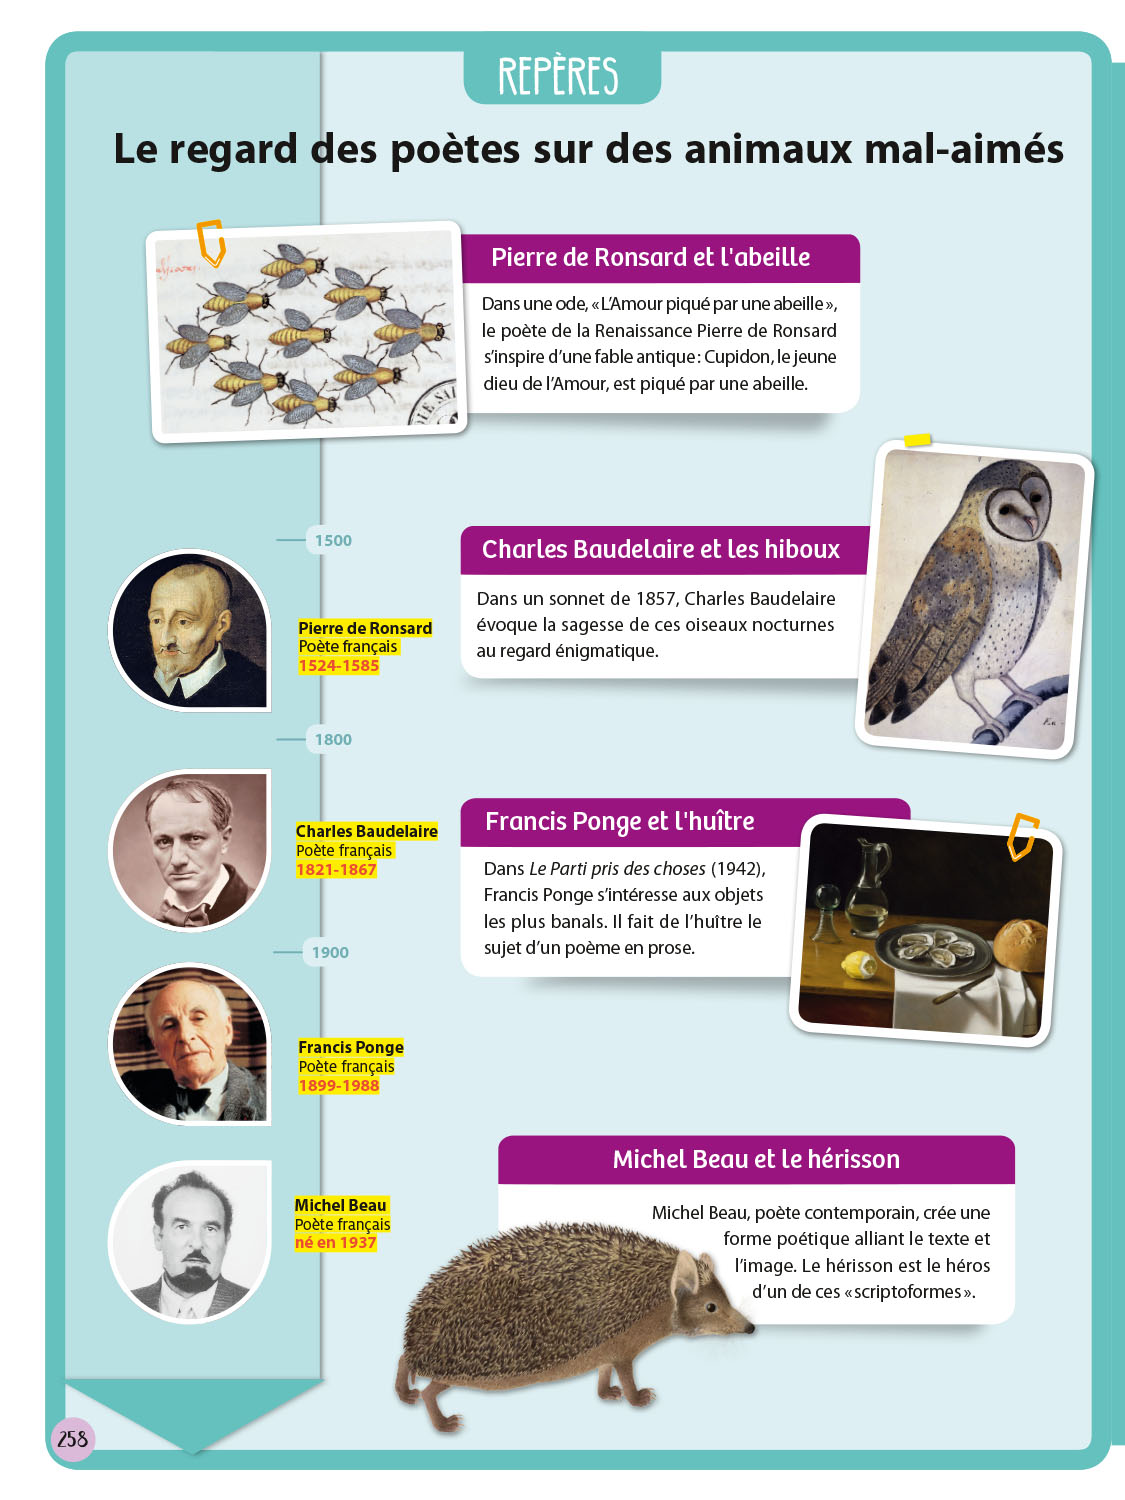 REPÈRES
Le regard des poètes sur des animaux mal-aimés
Pierre de Ronsard et l'abeille
Dans une ode, «L’Amour piqué par une abeille»,
le poète de la Renaissance Pierre de Ronsard
s’inspire d’une fable antique : Cupidon, le jeune
dieu de l’Amour, est piqué par une abeille.
1500
Pierre de Ronsard
Poète français
1524-1585
Charles Baudelaire et les hiboux
Dans un sonnet de 1857, Charles Baudelaire
évoque la sagesse de ces oiseaux nocturnes
au regard énigmatique.
1800
Charles Baudelaire
Poète français
1821-1867
Francis Ponge et l'huître
Dans Le Parti pris des choses (1942),
Francis Ponge s’intéresse aux objets
les plus banals. Il fait de l’huître le
sujet d’un poème en prose.
1900
Francis Ponge
Poète français
1899-1988
Michel Beau et le hérisson
Michel Beau, poète contemporain, crée une
forme poétique alliant le texte et
l’image. Le hérisson est le héros
d’un de ces «scriptoformes».
Michel Beau
Poète français
né en 1937
258